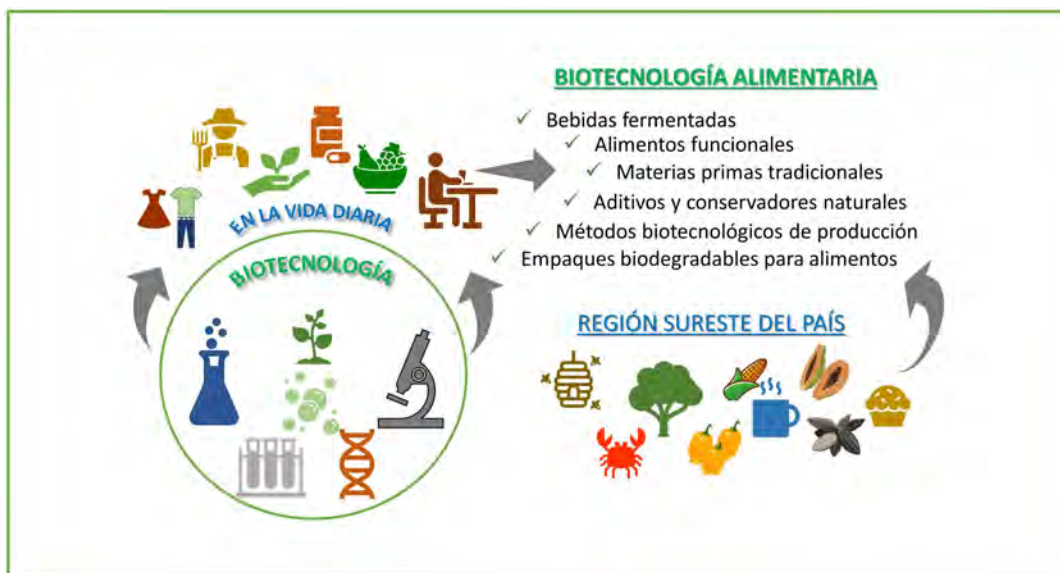 BIOTECNOLOGÍA ALIMENTARIA
Bebidas fermentadas
Alimentos funcionales
Materias primas tradicionales
Aditivos y conservadores naturales
Métodos biotecnológicos de producción
Empaques biodegradables para alimentos
EN LA VIDA DIARIA
BIOTECNOLOGÍA
REGIÓN SURESTE DEL PAÍS